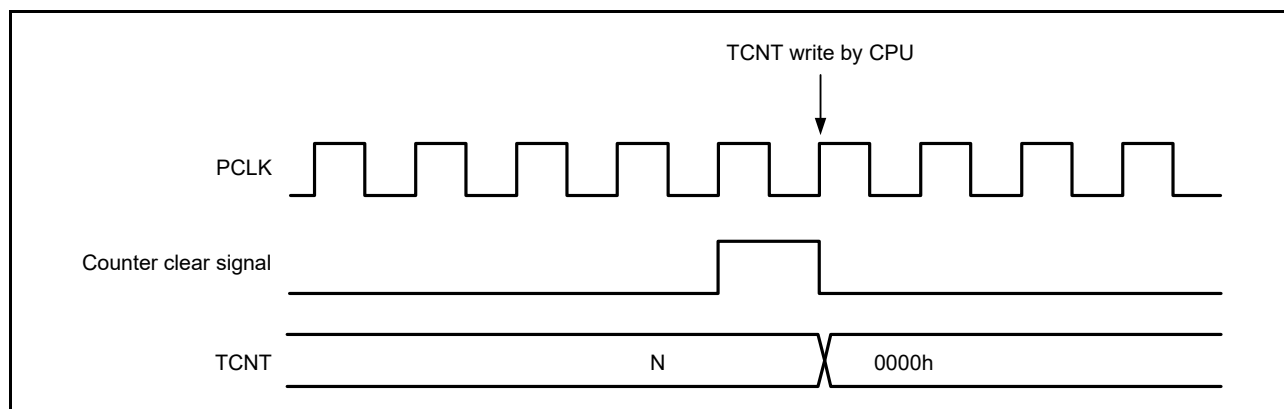 TCNT write by CPU
PCLK
Counter clear signal
TCNT
N
0000h